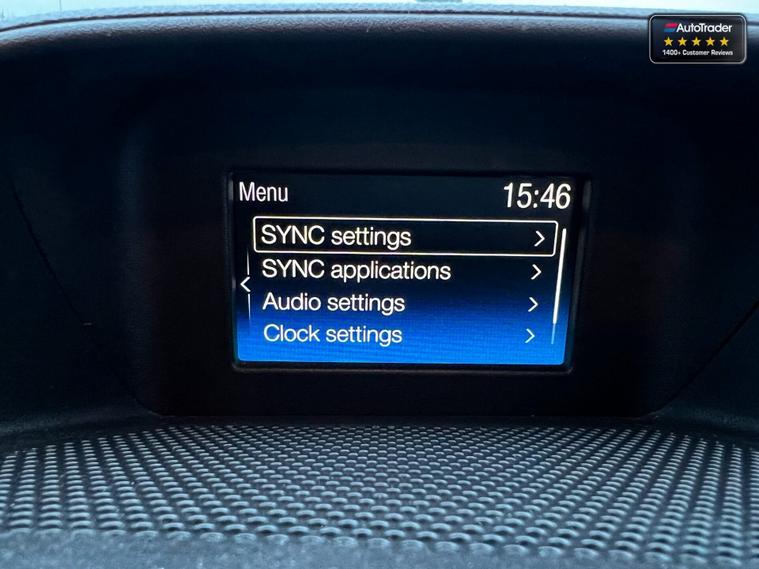 AutoTrader
1400+ Customer Reviews
Menu 15:46
SYNC settings
SYNC applications
Audio settings
Clock settings